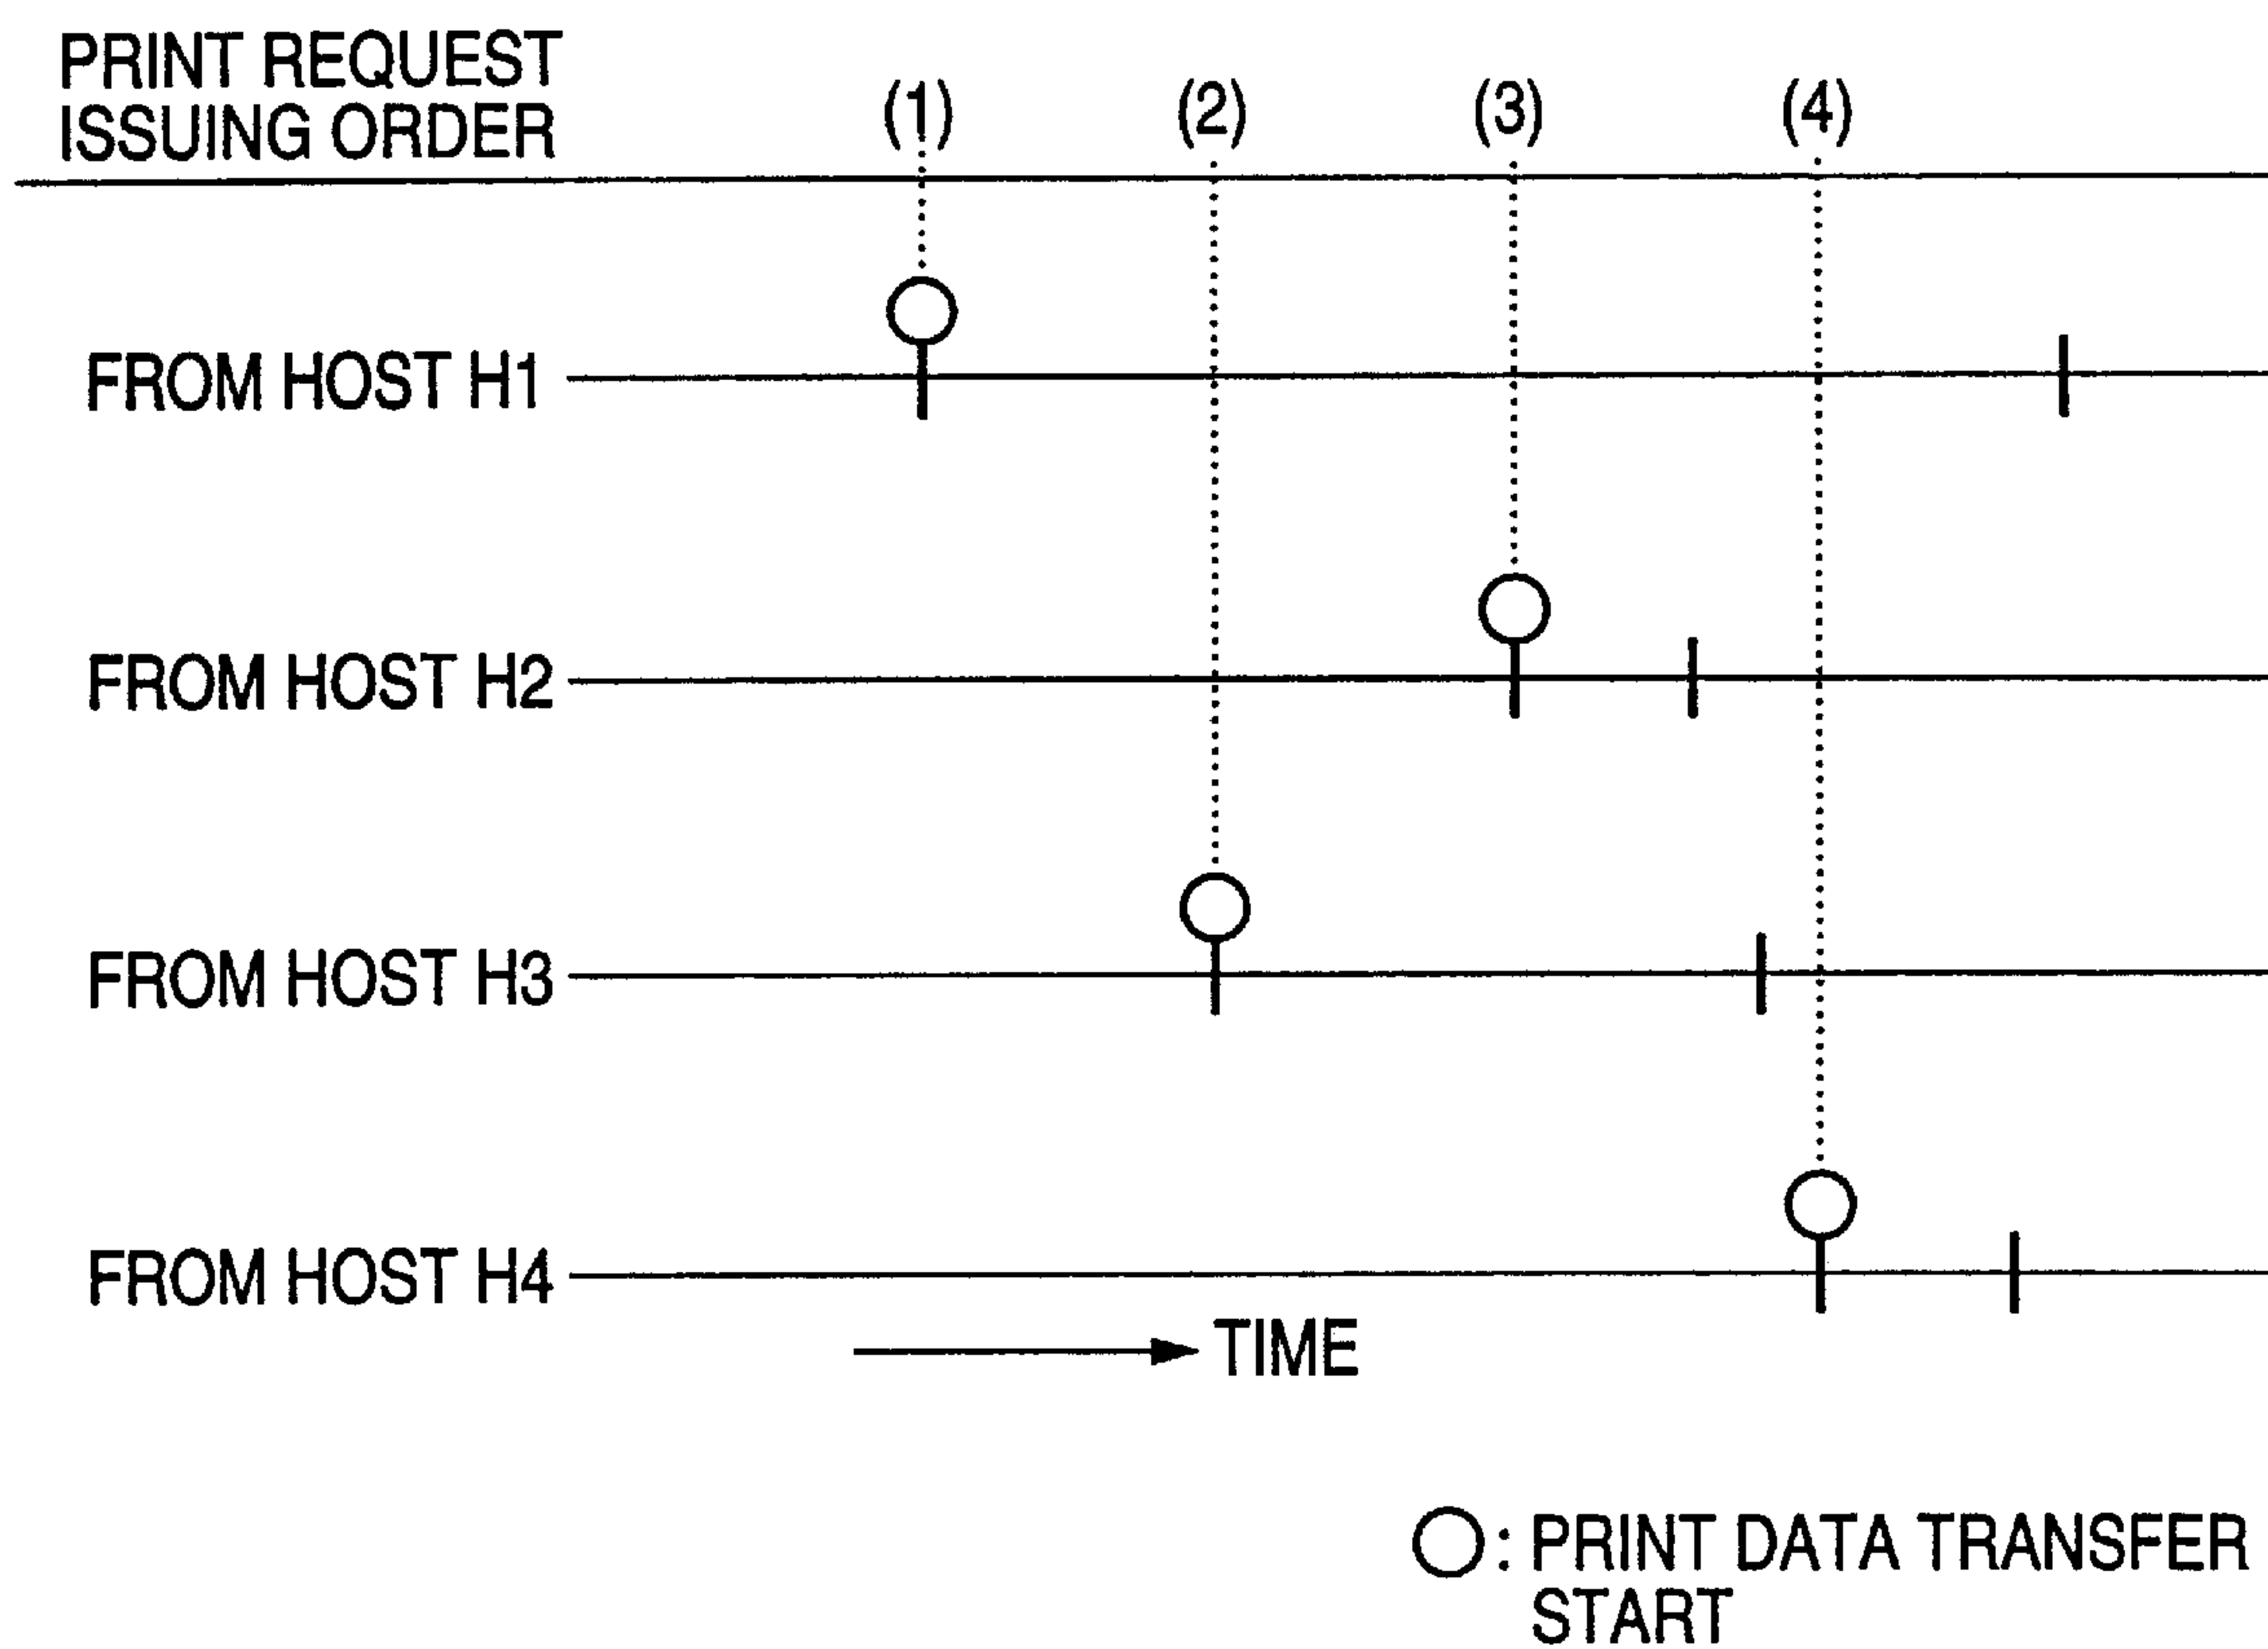 PRINT REQUEST
ISSUING ORDER
(1) (2) (3) (4)
FROM HOST H1
FROM HOST H2
FROM HOST H3
FROM HOST H4
TIME
: PRINT DATA TRANSFER
START